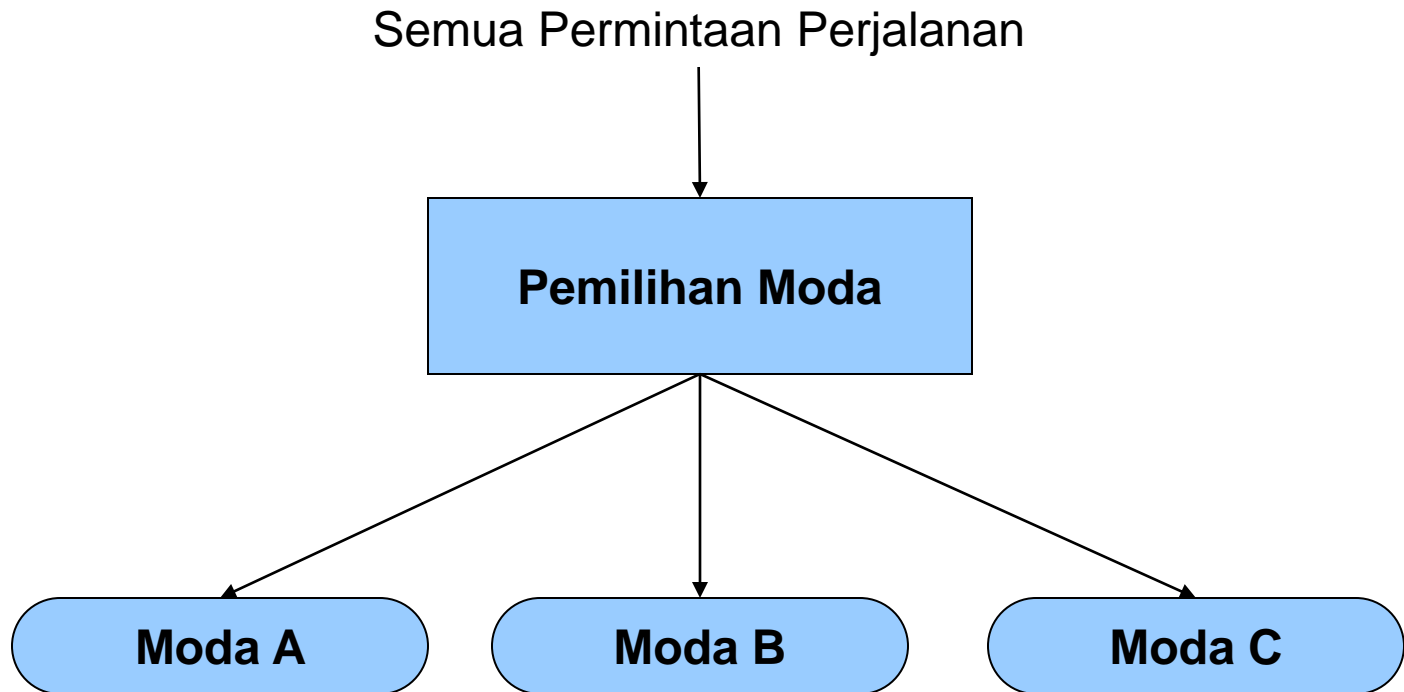 Semua Permintaan Perjalanan
Pemilihan Moda
Moda A
Moda B
Moda C